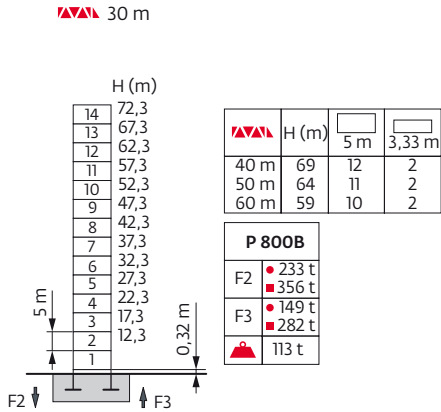 30 m
H (m)
14 72,3
13 67,3
12 62,3
11 57,3
10 52,3
9 47,3
8 42,3
7 37,3
6 32,3
5 27,3
4 22,3
3 17,3
2 12,3
1
5 m
0,32 m
F2 F3
H (m) 5 m 3,33 m
40 m 69 12 2
50 m 64 11 2
60 m 59 10 2
P 800B
F2 233 t
356 t
F3 149 t
282 t
113 t